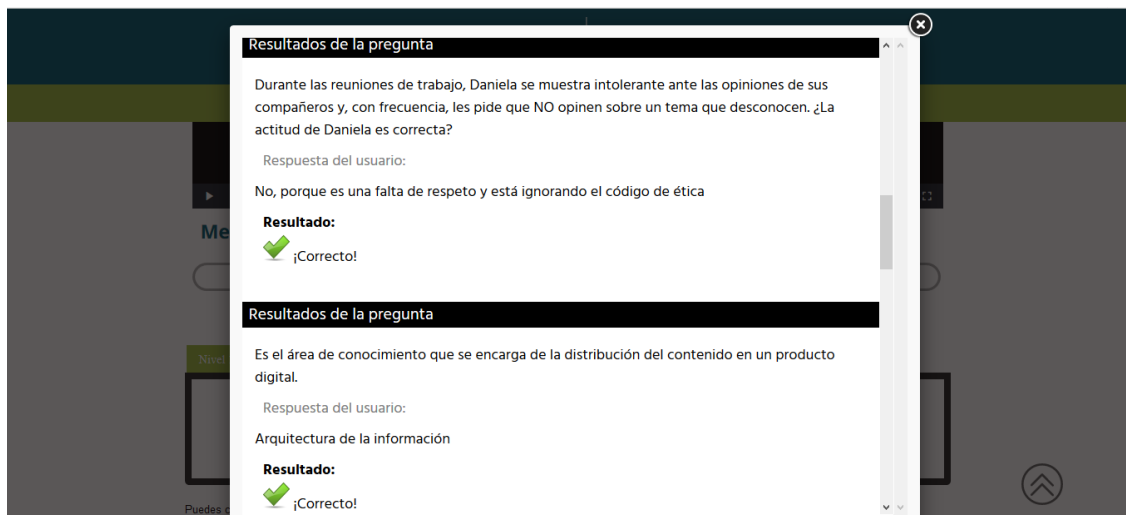 Resultados de la pregunta
Durante las reuniones de trabajo, Daniela se muestra intolerante ante las opiniones de sus
compañeros y, con frecuencia, les pide que NO opinen sobre un tema que desconocen. ¿La
actitud de Daniela es correcta?
Respuesta del usuario:
No, porque es una falta de respeto y está ignorando el código de ética
Resultado:
¡Correcto!
Me
Resultados de la pregunta
Es el área de conocimiento que se encarga de la distribución del contenido en un producto
digital.
Nivel
Respuesta del usuario:
Arquitectura de la información
Resultado:
¡Correcto!
Puedes